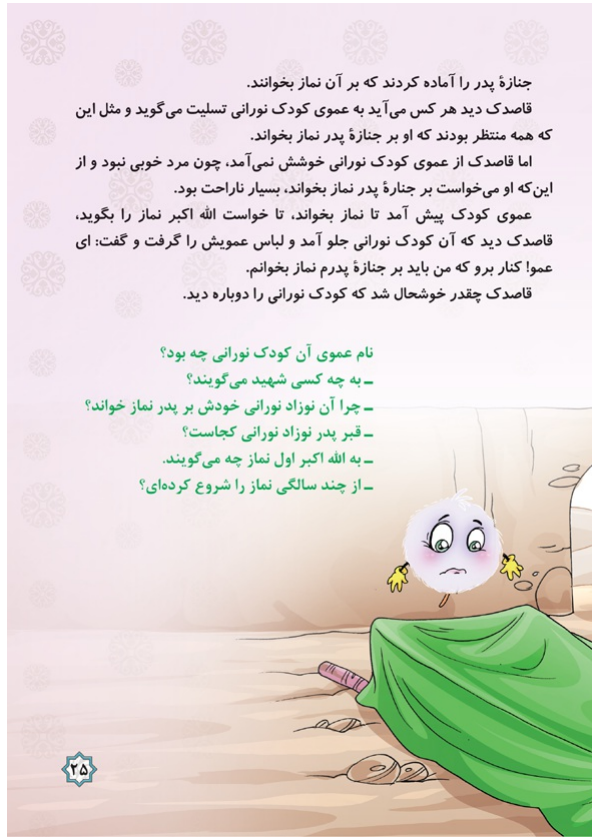 جنازهٔ پدر را آماده کردند که بر آن نماز بخوانند.
قاصدک دید هر کس می‌آید به عموی کودک نورانی تسلیت می‌گوید و مثل این
که همه منتظر بودند که او بر جنازهٔ پدر نماز بخواند.
اما قاصدک از عموی کودک نورانی خوشش نمی‌آمد، چون مرد خوبی نبود و از
این‌که او می‌خواست بر جنارهٔ پدر نماز بخواند، بسیار ناراحت بود.
عموی کودک پیش آمد تا نماز بخواند، تا خواست الله اکبر نماز را بگوید،
قاصدک دید که آن کودک نورانی جلو آمد و لباس عمویش را گرفت و گفت: ای
عمو! کنار برو که من باید بر جنازهٔ پدرم نماز بخوانم.
قاصدک چقدر خوشحال شد که کودک نورانی را دوباره دید.
نام عموی آن کودک نورانی چه بود؟
ـ به چه کسی شهید می‌گویند؟
ـ چرا آن نوزاد نورانی خودش بر پدر نماز خواند؟
ـ قبر پدر نوزاد نورانی کجاست؟
ـ به الله اکبر اول نماز چه می‌گویند.
ـ از چند سالگی نماز را شروع کرده‌ای؟
۲۵